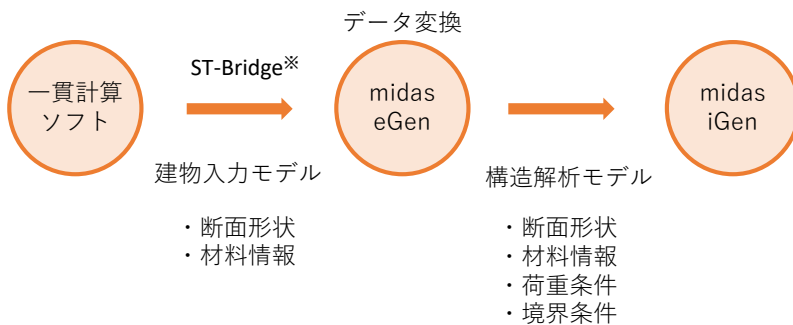 データ変換
ST-Bridge※
一貫計算
ソフト
midas
eGen
midas
iGen
建物入力モデル
・断面形状
・材料情報
構造解析モデル
・断面形状
・材料情報
・荷重条件
・境界条件